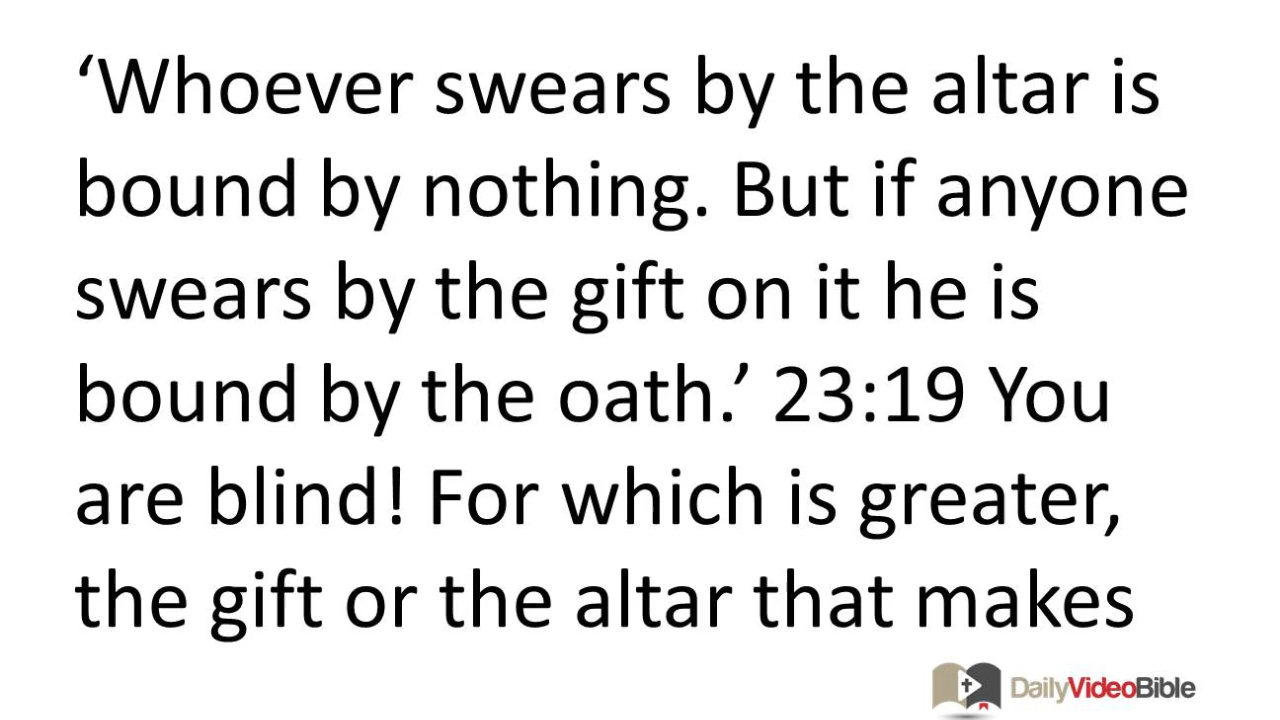 ‘Whoever swears by the altar is
bound by nothing. But if anyone
swears by the gift on it he is
bound by the oath.’ 23:19 You
are blind! For which is greater,
the gift or the altar that makes
DailyVideoBible